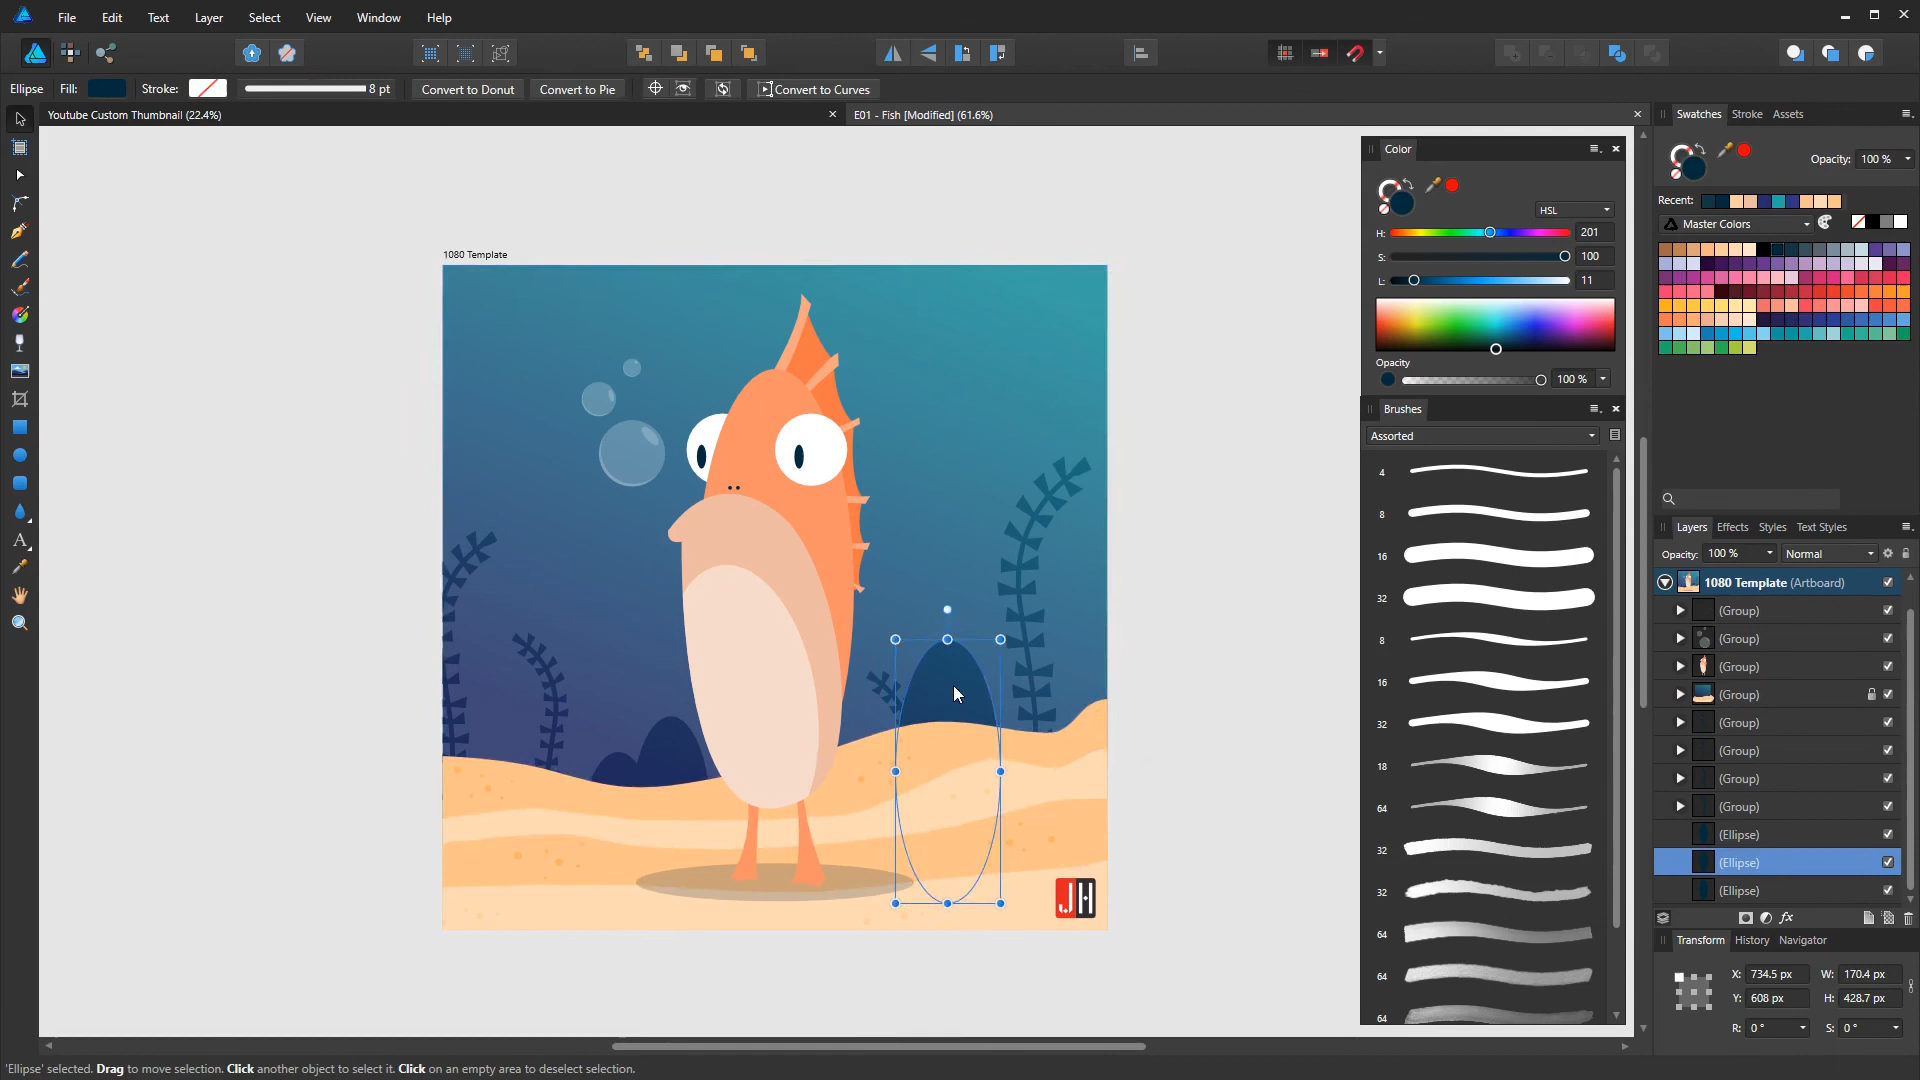 File Edit Text Layer Select View Window Help
Ellipse Fill: Stroke: 8 pt Convert to Donut Convert to Pie Convert to Curves
Youtube Custom Thumbnail (22.4%) E01 - Fish [Modified] (61.6%)
Swatches Stroke Assets
Color
Opacity: 100 %
Recent:
HSL
Master Colors
H: 201
S: 100
L: 11
Opacity
100 %
1080 Template
JH
Brushes
Assorted
4
8
16
32
8
16
32
18
64
32
32
64
64
64
Layers Effects Styles Text Styles
Opacity: 100 % Normal
1080 Template (Artboard)
(Group)
(Group)
(Group)
(Group)
(Group)
(Group)
(Group)
(Group)
(Ellipse)
(Ellipse)
(Ellipse)
fx
Transform History Navigator
X: 734.5 px W: 170.4 px
Y: 608 px H: 428.7 px
R: 0 ° S: 0 °
'Ellipse' selected. Drag to move selection. Click another object to select it. Click on an empty area to deselect selection.